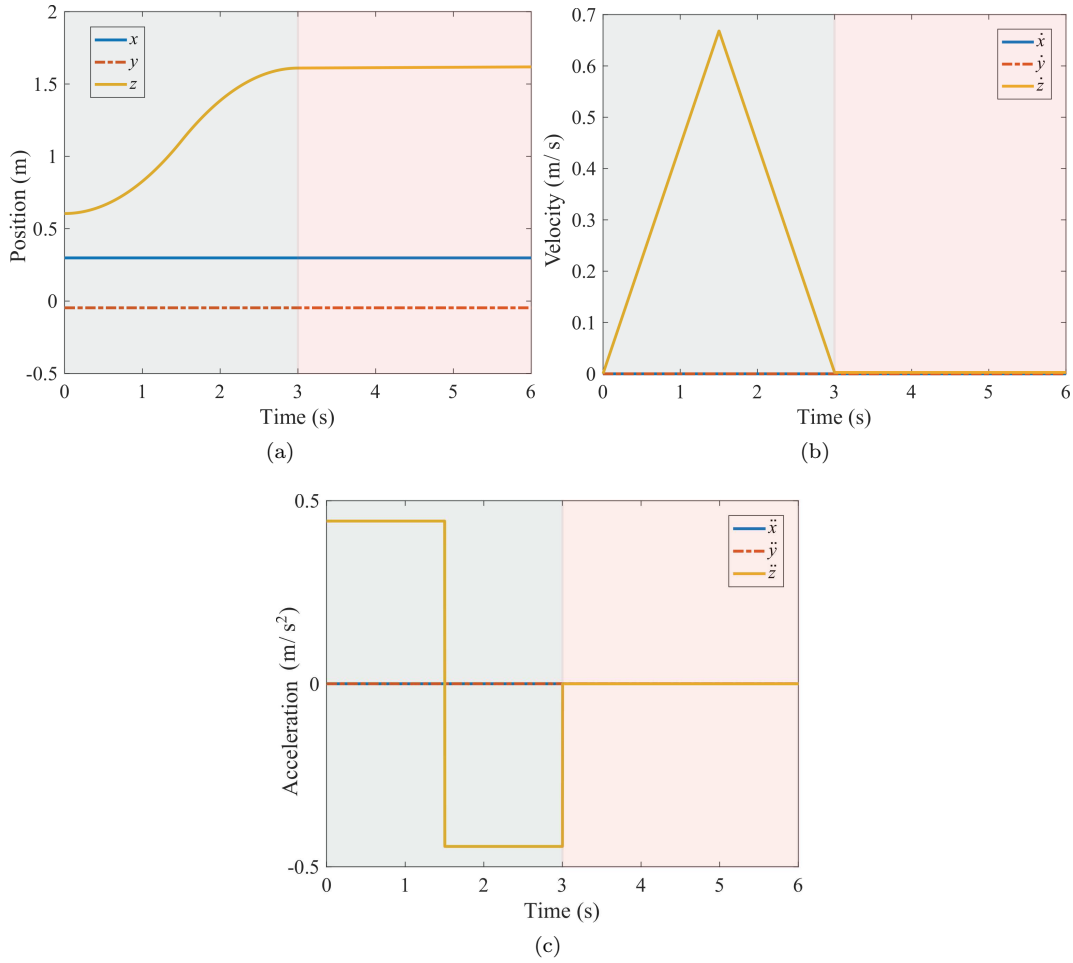 2
1.5
1
0.5
0
-0.5
Position (m)
x
y
z
0 1 2 3 4 5 6
Time (s)
(a)
0.7
0.6
0.5
0.4
0.3
0.2
0.1
0
Velocity (m/ s)
ẋ
ẏ
ż
0 1 2 3 4 5 6
Time (s)
(b)
0.5
0
-0.5
Acceleration (m/ s²)
ẍ
ÿ
z̈
0 1 2 3 4 5 6
Time (s)
(c)